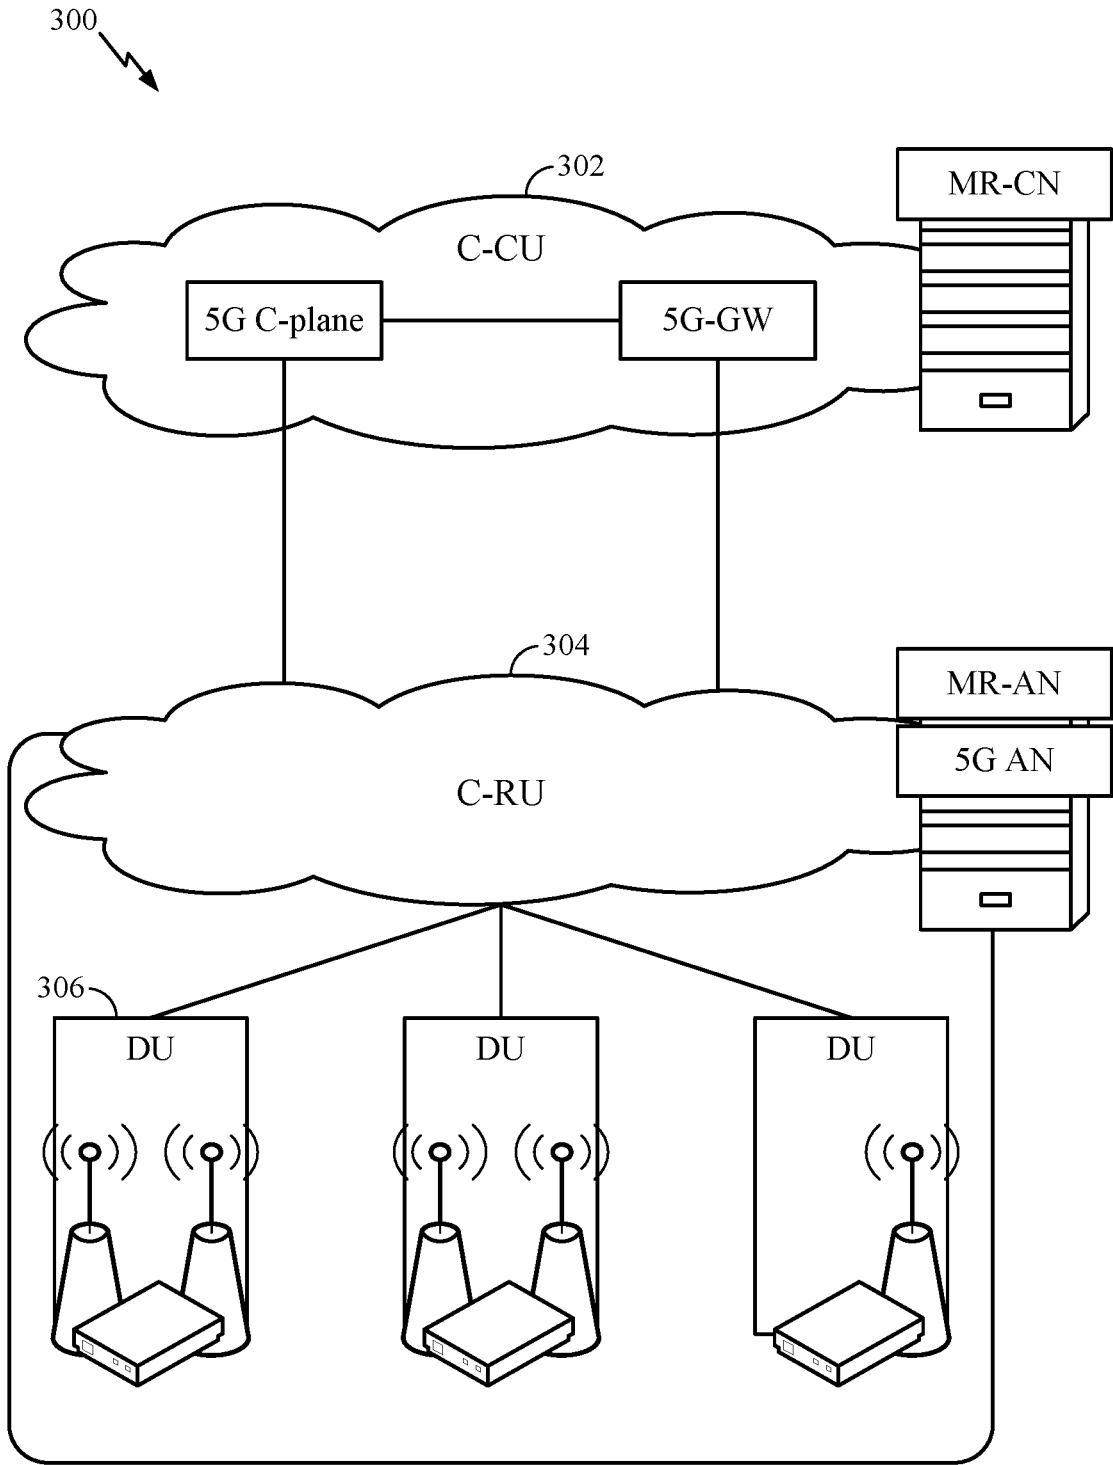 300
302
MR-CN
C-CU
5G C-plane
5G-GW
304
MR-AN
5G AN
C-RU
306
DU
DU
DU